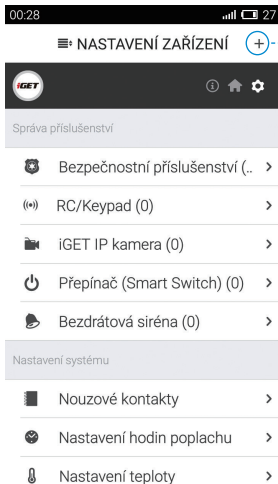 00:28 27
NASTAVENÍ ZAŘÍZENÍ
iGET
Správa příslušenství
Bezpečnostní příslušenství (..
RC/Keypad (0)
iGET IP kamera (0)
Přepínač (Smart Switch) (0)
Bezdrátová siréna (0)
Nastavení systému
Nouzové kontakty
Nastavení hodin poplachu
Nastavení teploty